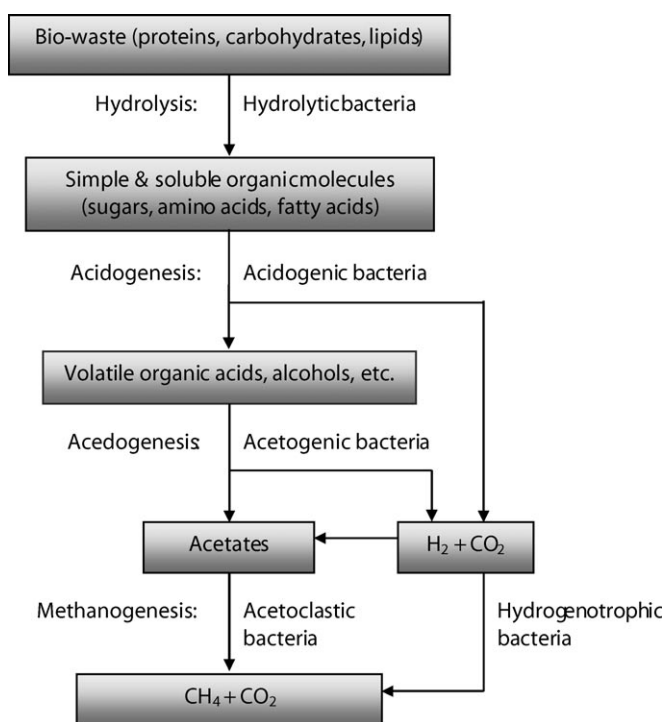 Bio-waste (proteins, carbohydrates, lipids)
Hydrolysis: Hydrolyticbacteria
Simple & soluble organicmolecules
(sugars, amino acids, fatty acids)
Acidogenesis: Acidogenic bacteria
Volatile organic acids, alcohols, etc.
Acedogenesis: Acetogenic bacteria
Acetates
H₂ + CO₂
Methanogenesis: Acetoclastic
bacteria
Hydrogenotrophic
bacteria
CH₄ + CO₂